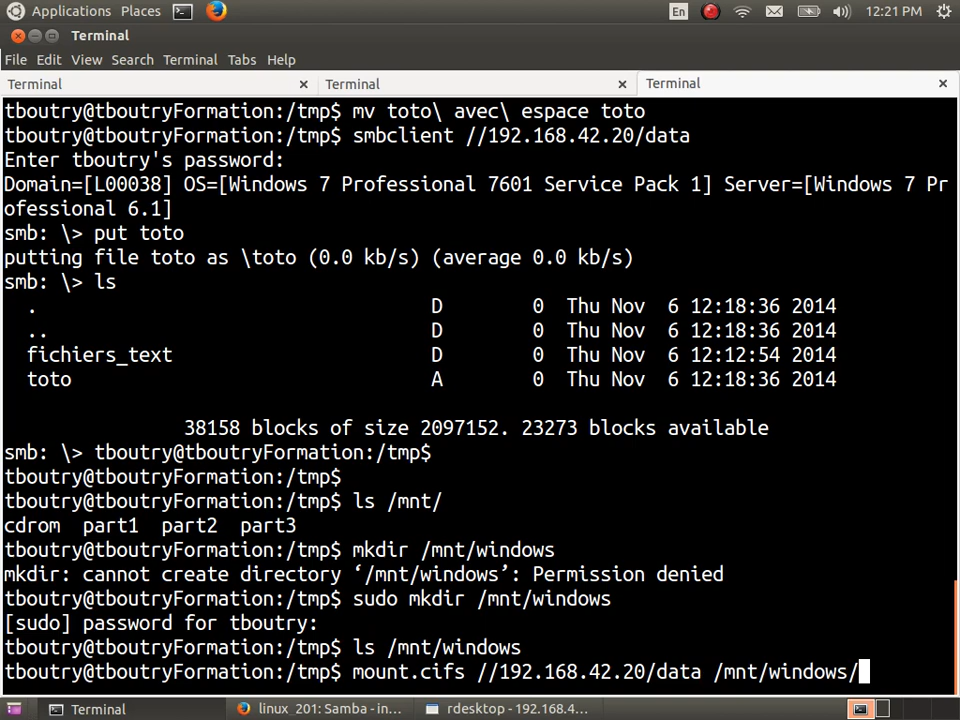 Applications Places En 12:21 PM
Terminal
File Edit View Search Terminal Tabs Help
Terminal Terminal Terminal
tboutry@tboutryFormation:/tmp$ mv toto\ avec\ espace toto
tboutry@tboutryFormation:/tmp$ smbclient //192.168.42.20/data
Enter tboutry's password:
Domain=[L00038] OS=[Windows 7 Professional 7601 Service Pack 1] Server=[Windows 7 Pr
ofessional 6.1]
smb: \> put toto
putting file toto as \toto (0.0 kb/s) (average 0.0 kb/s)
smb: \> ls
. D 0 Thu Nov 6 12:18:36 2014
.. D 0 Thu Nov 6 12:18:36 2014
fichiers_text D 0 Thu Nov 6 12:12:54 2014
toto A 0 Thu Nov 6 12:18:36 2014
38158 blocks of size 2097152. 23273 blocks available
smb: \> tboutry@tboutryFormation:/tmp$
tboutry@tboutryFormation:/tmp$
tboutry@tboutryFormation:/tmp$ ls /mnt/
cdrom part1 part2 part3
tboutry@tboutryFormation:/tmp$ mkdir /mnt/windows
mkdir: cannot create directory ‘/mnt/windows’: Permission denied
tboutry@tboutryFormation:/tmp$ sudo mkdir /mnt/windows
[sudo] password for tboutry:
tboutry@tboutryFormation:/tmp$ ls /mnt/windows
tboutry@tboutryFormation:/tmp$ mount.cifs //192.168.42.20/data /mnt/windows/
Terminal linux_201: Samba - in... rdesktop - 192.168.4...